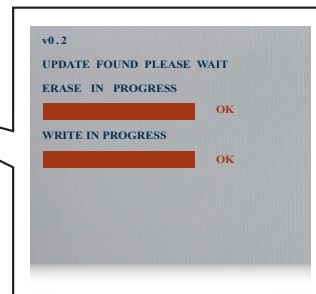 v0.2
UPDATE FOUND PLEASE WAIT
ERASE IN PROGRESS
OK
WRITE IN PROGRESS
OK